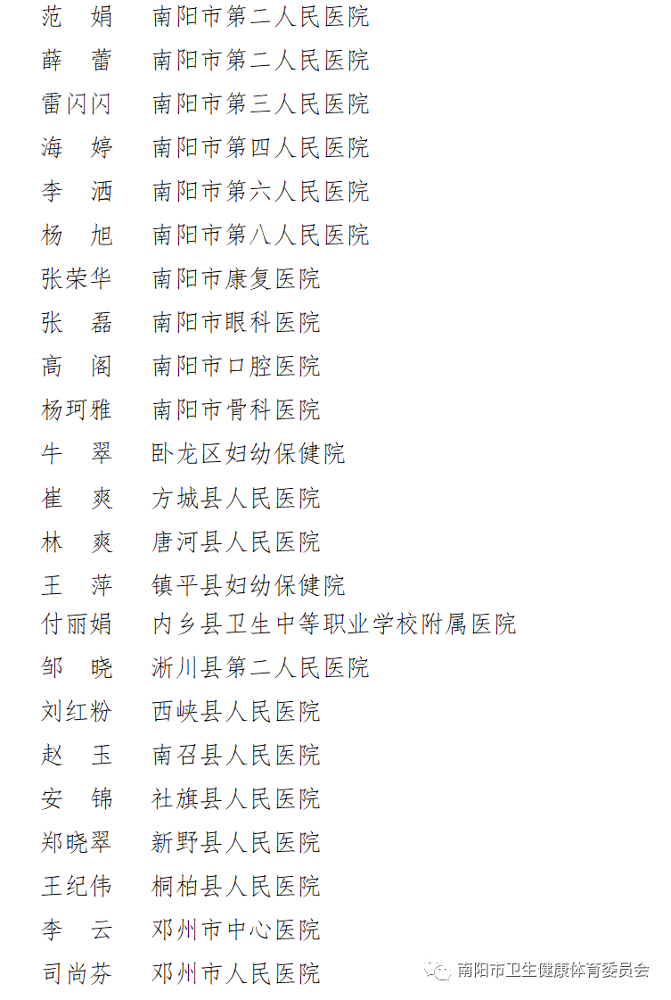 范　娟　南阳市第二人民医院
薛　蕾　南阳市第二人民医院
雷闪闪　南阳市第三人民医院
海　婷　南阳市第四人民医院
李　洒　南阳市第六人民医院
杨　旭　南阳市第八人民医院
张荣华　南阳市康复医院
张　磊　南阳市眼科医院
高　阁　南阳市口腔医院
杨珂雅　南阳市骨科医院
牛　翠　卧龙区妇幼保健院
崔　爽　方城县人民医院
林　爽　唐河县人民医院
王　萍　镇平县妇幼保健院
付丽娟　内乡县卫生中等职业学校附属医院
邹　晓　淅川县第二人民医院
刘红粉　西峡县人民医院
赵　玉　南召县人民医院
安　锦　社旗县人民医院
郑晓翠　新野县人民医院
王纪伟　桐柏县人民医院
李　云　邓州市中心医院
司尚芬　邓州市人民医院
南阳市卫生健康体育委员会